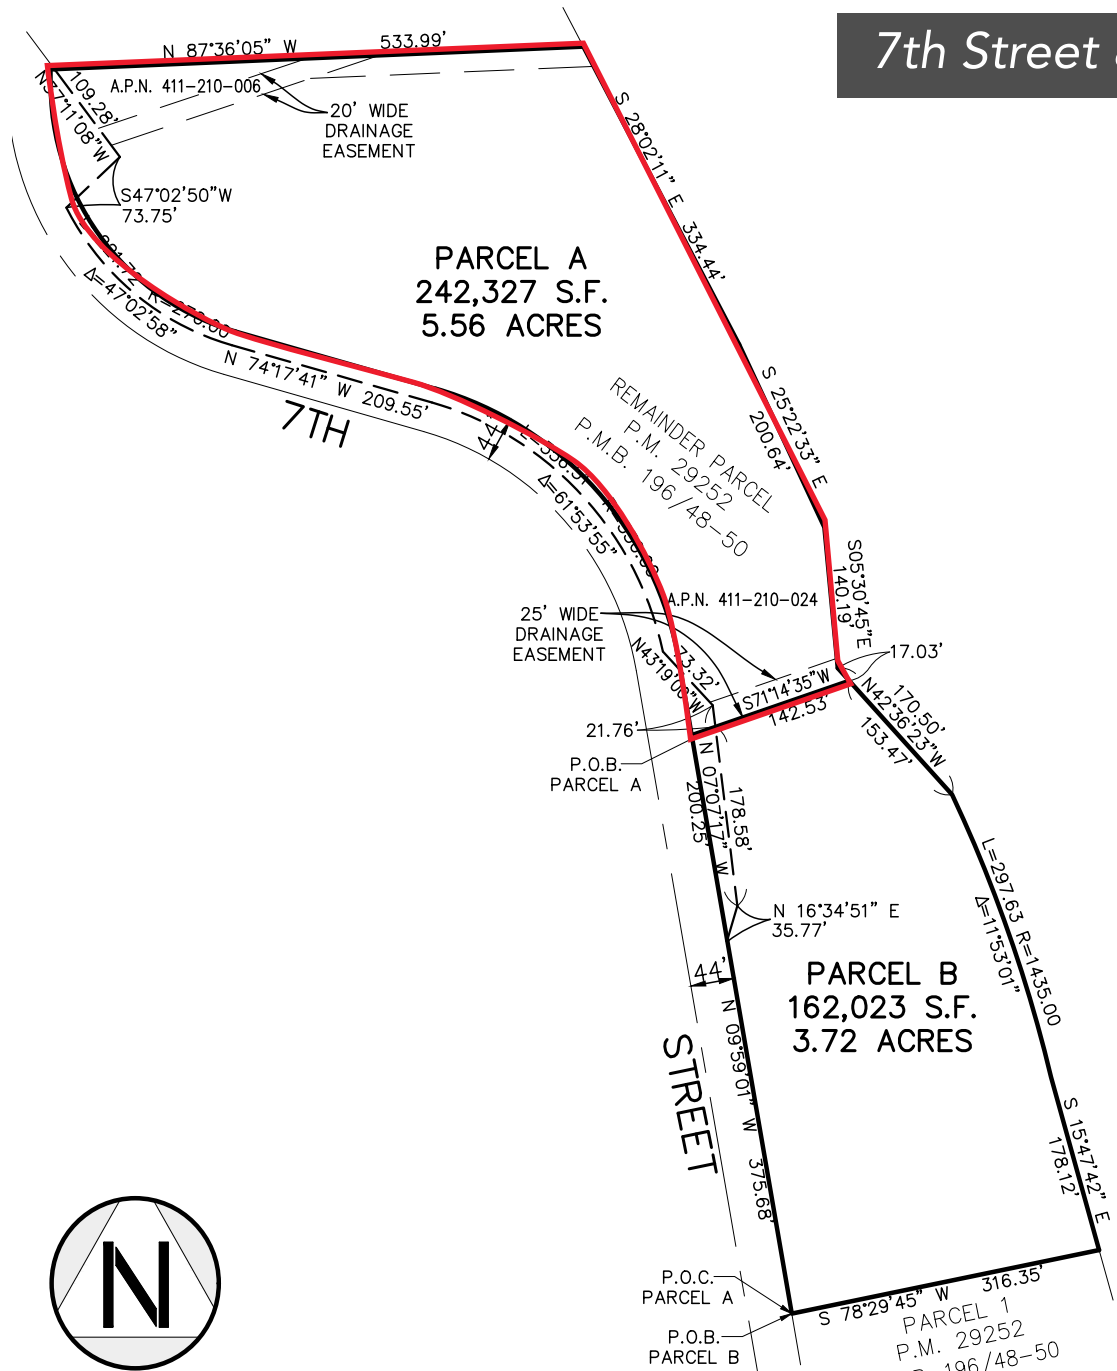 7th Street
N 87°36'05" W 533.99'
A.P.N. 411-210-006
109.28'
N37°11'08"W
20' WIDE
DRAINAGE
EASEMENT
S 28°02'11" E 334.44'
S47°02'50"W
73.75'
PARCEL A
242,327 S.F.
5.56 ACRES
Δ=47°02'58"
N 74°17'41" W 209.55'
7TH
44'
REMAINDER PARCEL
P.M. 29252
P.M.B. 196/48-50
S 25°22'33" E
200.64'
Δ=61°53'55"
S05°30'45"E
140.19'
A.P.N. 411-210-024
25' WIDE
DRAINAGE
EASEMENT
73.32'
17.03'
S71°14'35"W
142.53'
21.76'
P.O.B.
PARCEL A
170.50'
N42°36'23"W
153.47'
N 07°07'17" W
178.58'
200.25'
L=297.63 R=1435.00
Δ=11°53'01"
N 16°34'51" E
35.77'
44'
PARCEL B
162,023 S.F.
3.72 ACRES
N 09°59'01" W 375.68'
STREET
S 15°47'42" E
178.12'
N
P.O.C.
PARCEL A
S 78°29'45" W 316.35'
P.O.B.
PARCEL B
PARCEL 1
P.M. 29252
196/48-50